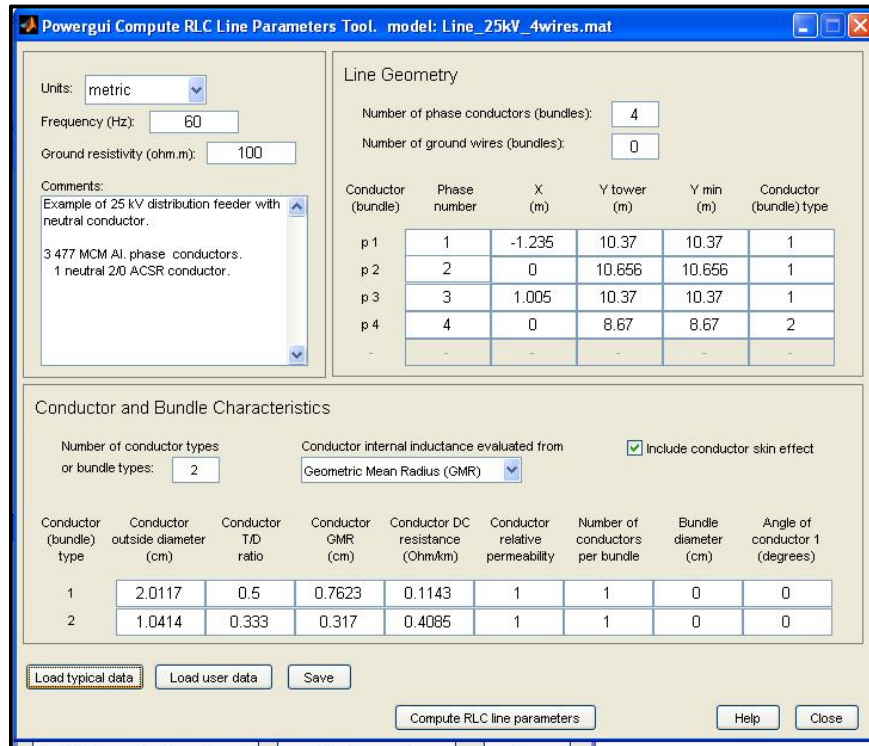 Powergui Compute RLC Line Parameters Tool. model: Line_25kV_4wires.mat
Units: metric
Frequency (Hz): 60
Ground resistivity (ohm.m): 100
Comments:
Example of 25 kV distribution feeder with
neutral conductor.
3 477 MCM Al. phase conductors.
1 neutral 2/0 ACSR conductor.
Line Geometry
Number of phase conductors (bundles): 4
Number of ground wires (bundles): 0
Conductor Phase X Y tower Y min Conductor
(bundle) number (m) (m) (m) (bundle) type
p 1 1 -1.235 10.37 10.37 1
p 2 2 0 10.656 10.656 1
p 3 3 1.005 10.37 10.37 1
p 4 4 0 8.67 8.67 2
- - - - - -
Conductor and Bundle Characteristics
Number of conductor types
or bundle types: 2
Conductor internal inductance evaluated from
Geometric Mean Radius (GMR)
Include conductor skin effect
Conductor Conductor Conductor Conductor Conductor DC Conductor Number of Bundle Angle of
(bundle) outside diameter T/D GMR resistance relative conductors diameter conductor 1
type (cm) ratio (cm) (Ohm/km) permeability per bundle (cm) (degrees)
1 2.0117 0.5 0.7623 0.1143 1 1 0 0
2 1.0414 0.333 0.317 0.4085 1 1 0 0
Load typical data Load user data Save
Compute RLC line parameters Help Close